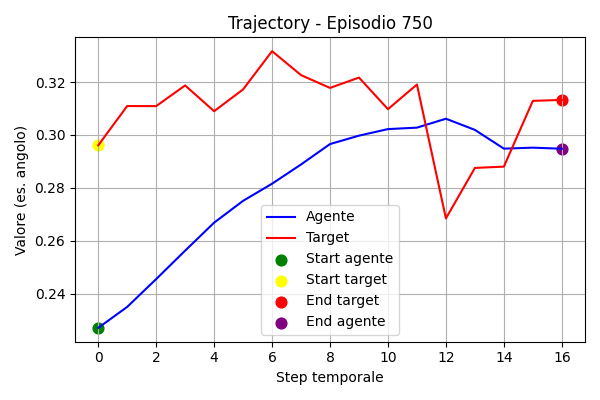 Trajectory - Episodio 750
Valore (es. angolo)
0.32
0.30
0.28
0.26
0.24
Agente
Target
Start agente
Start target
End target
End agente
0 2 4 6 8 10 12 14 16
Step temporale